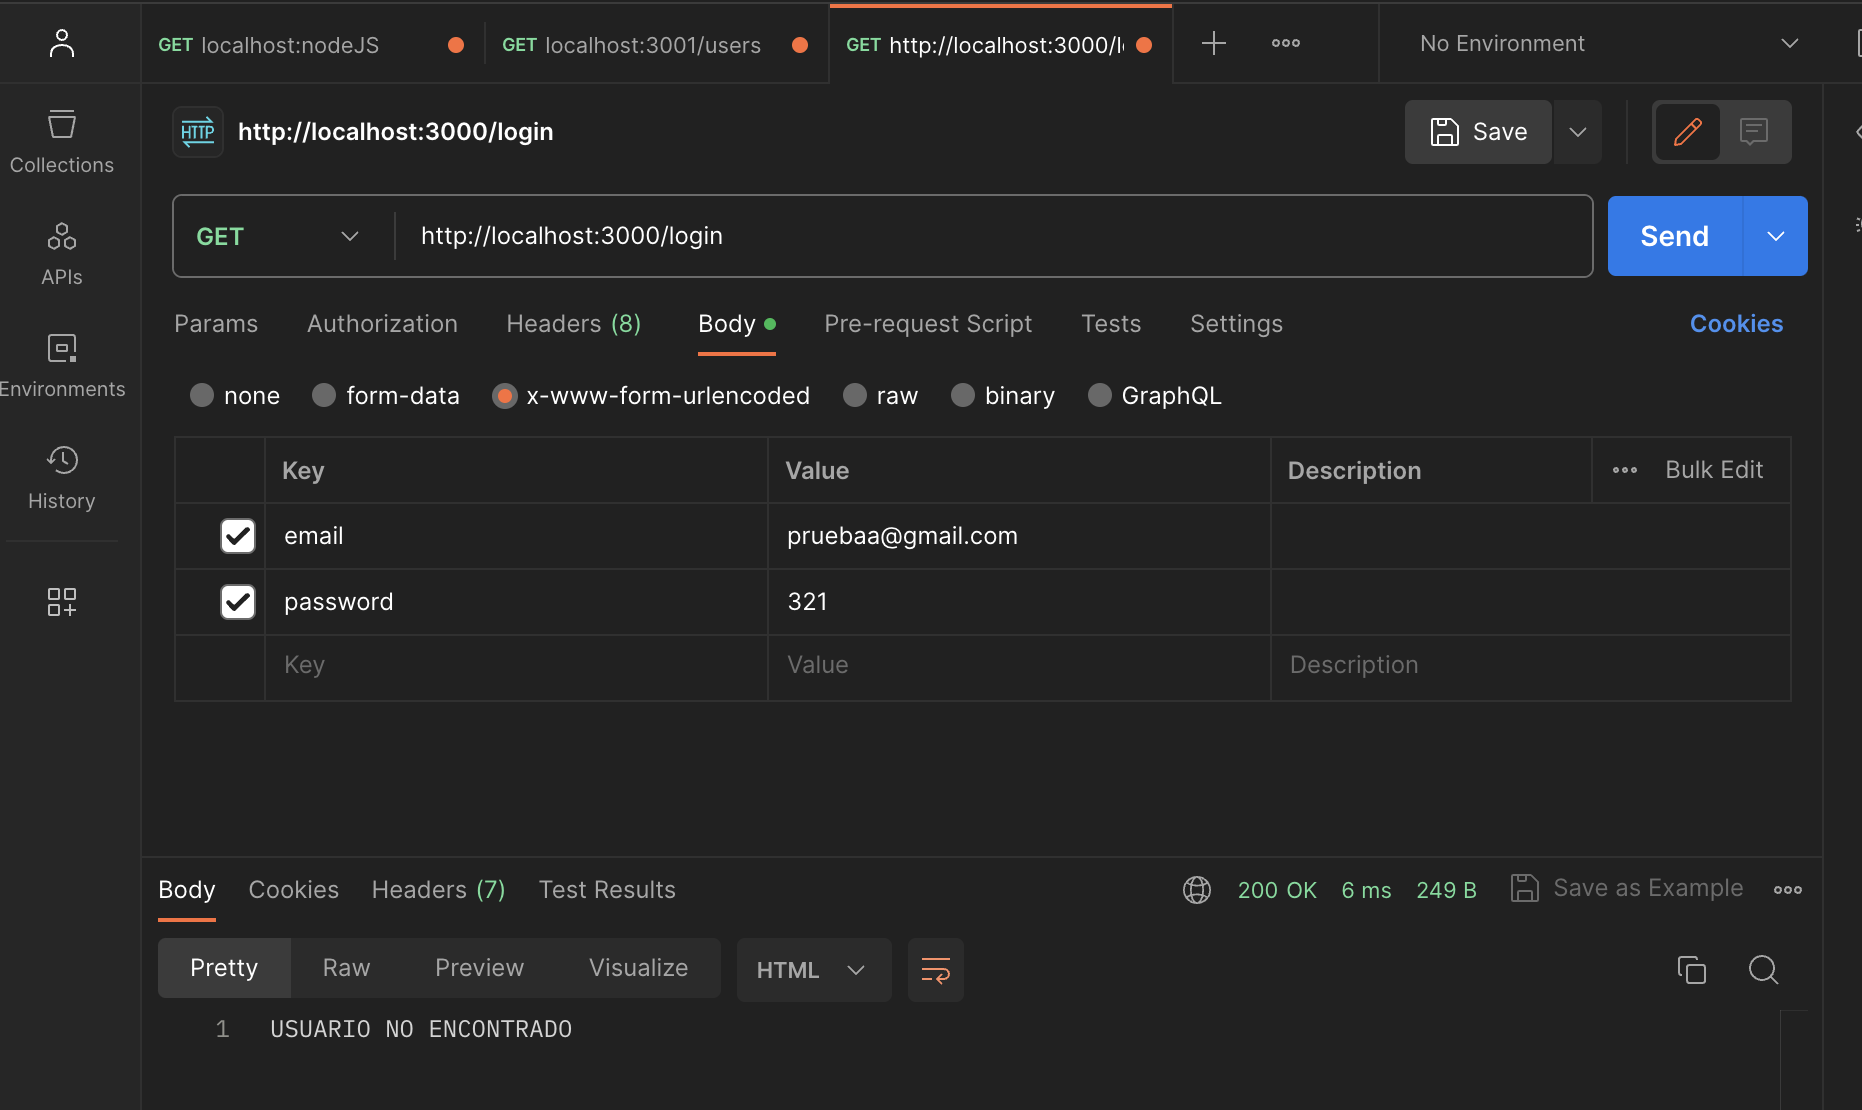 GET localhost:nodeJS
GET localhost:3001/users
GET http://localhost:3000/l
No Environment
Collections
APIs
Environments
History
HTTP http://localhost:3000/login
Save
GET http://localhost:3000/login
Send
Params Authorization Headers (8) Body Pre-request Script Tests Settings Cookies
none form-data x-www-form-urlencoded raw binary GraphQL
Key Value Description Bulk Edit
email pruebaa@gmail.com
password 321
Key Value Description
Body Cookies Headers (7) Test Results 200 OK 6 ms 249 B Save as Example
Pretty Raw Preview Visualize HTML
1 USUARIO NO ENCONTRADO